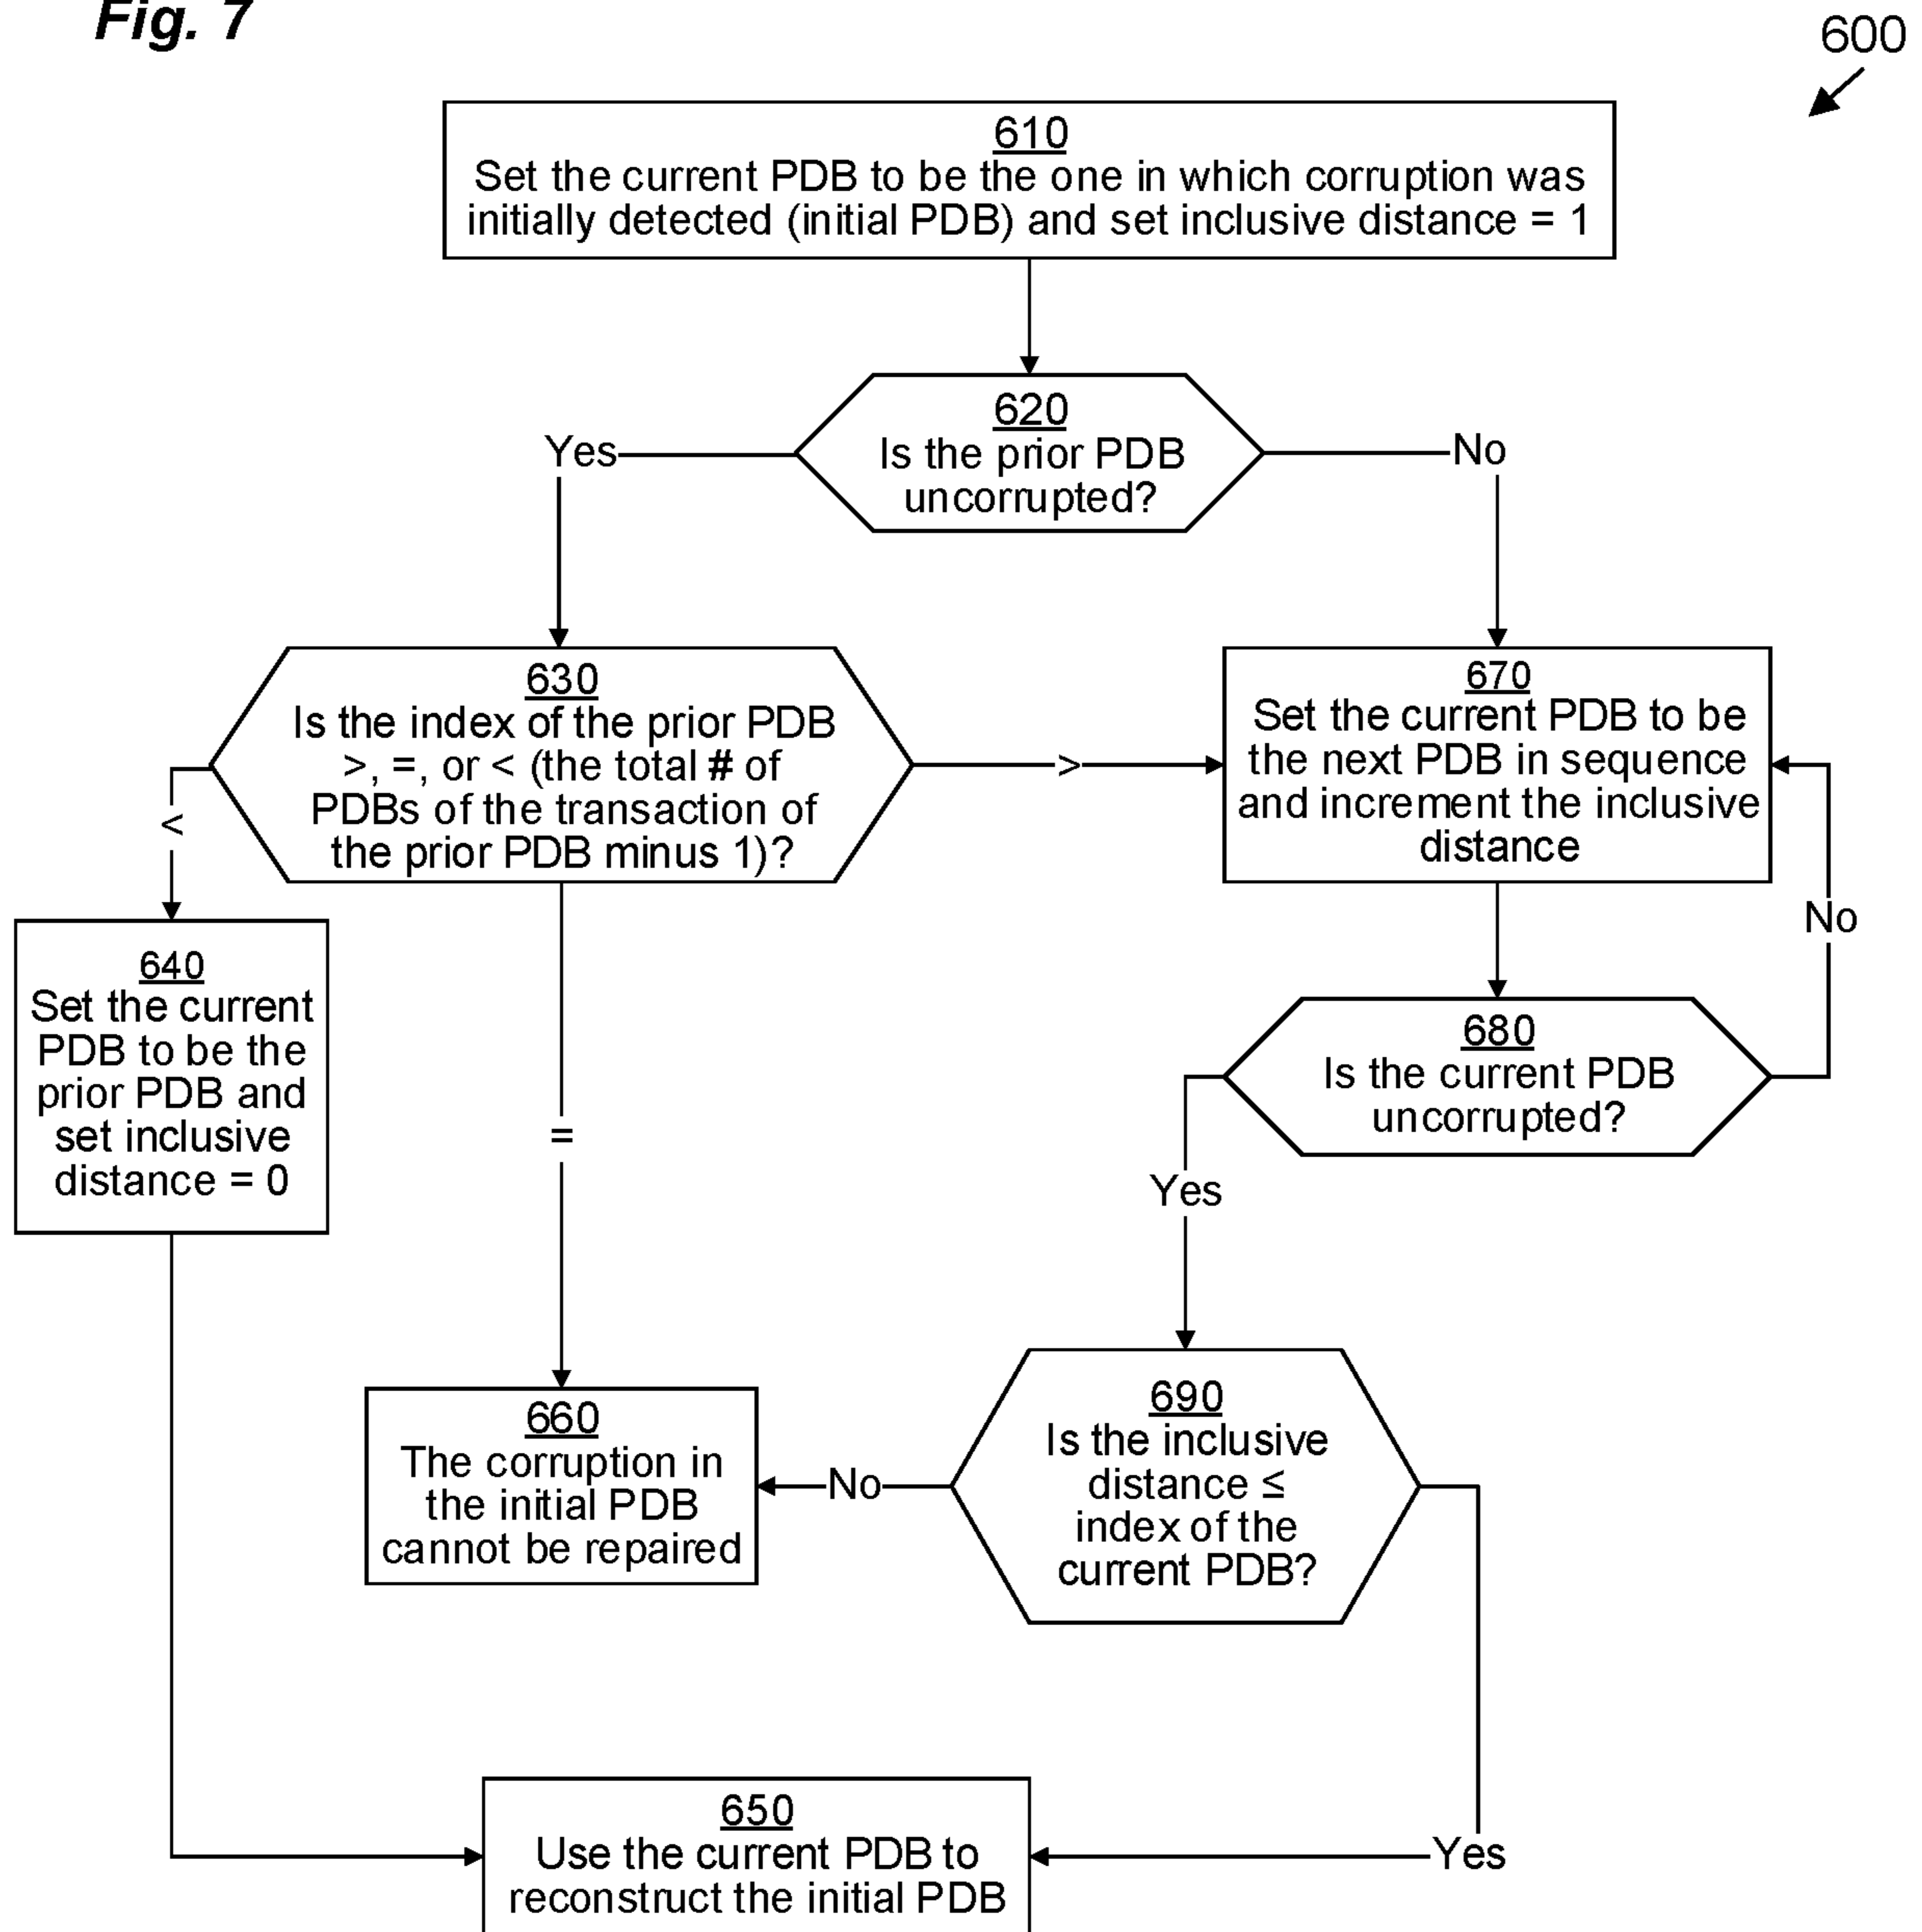 Fig. 7
600
610
Set the current PDB to be the one in which corruption was
initially detected (initial PDB) and set inclusive distance = 1
620
Is the prior PDB
uncorrupted?
Yes
No
630
Is the index of the prior PDB
>, =, or < (the total # of
PDBs of the transaction of
the prior PDB minus 1)?
<
=
>
670
Set the current PDB to be
the next PDB in sequence
and increment the inclusive
distance
No
640
Set the current
PDB to be the
prior PDB and
set inclusive
distance = 0
680
Is the current PDB
uncorrupted?
Yes
690
Is the inclusive
distance ≤
index of the
current PDB?
No
660
The corruption in
the initial PDB
cannot be repaired
Yes
650
Use the current PDB to
reconstruct the initial PDB